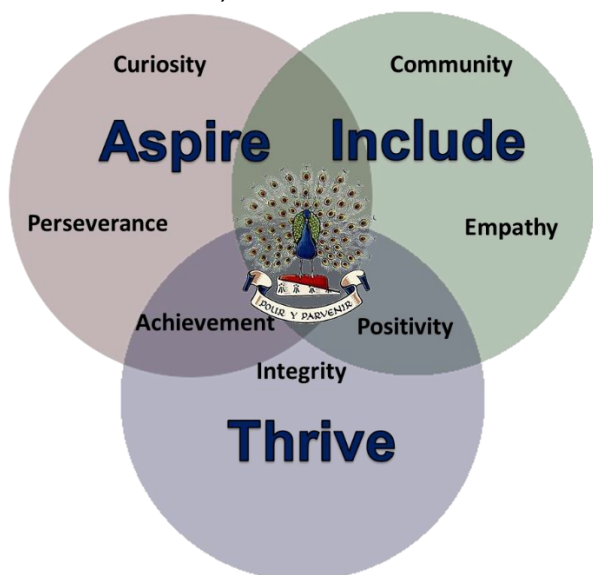 Curiosity
Community
Aspire
Include
Perseverance
Empathy
POUR Y PARVENIR
Achievement
Positivity
Integrity
Thrive